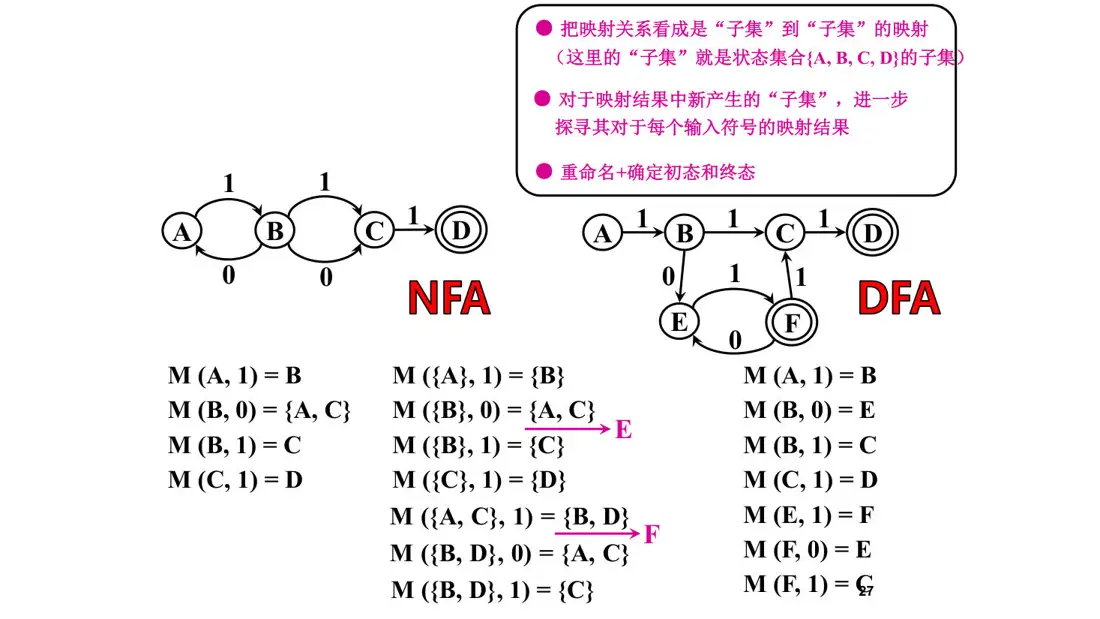 ● 把映射关系看成是“子集”到“子集”的映射
（这里的“子集”就是状态集合{A, B, C, D}的子集）
● 对于映射结果中新产生的“子集”，进一步
探寻其对于每个输入符号的映射结果
● 重命名+确定初态和终态
1 1
A B C 1 D
0 0
NFA
A 1 B 1 C 1 D
0 1 1
E F
0
DFA
M (A, 1) = B
M (B, 0) = {A, C}
M (B, 1) = C
M (C, 1) = D
M ({A}, 1) = {B}
M ({B}, 0) = {A, C}
E
M ({B}, 1) = {C}
M ({C}, 1) = {D}
M ({A, C}, 1) = {B, D}
F
M ({B, D}, 0) = {A, C}
M ({B, D}, 1) = {C}
M (A, 1) = B
M (B, 0) = E
M (B, 1) = C
M (C, 1) = D
M (E, 1) = F
M (F, 0) = E
M (F, 1) = C
27